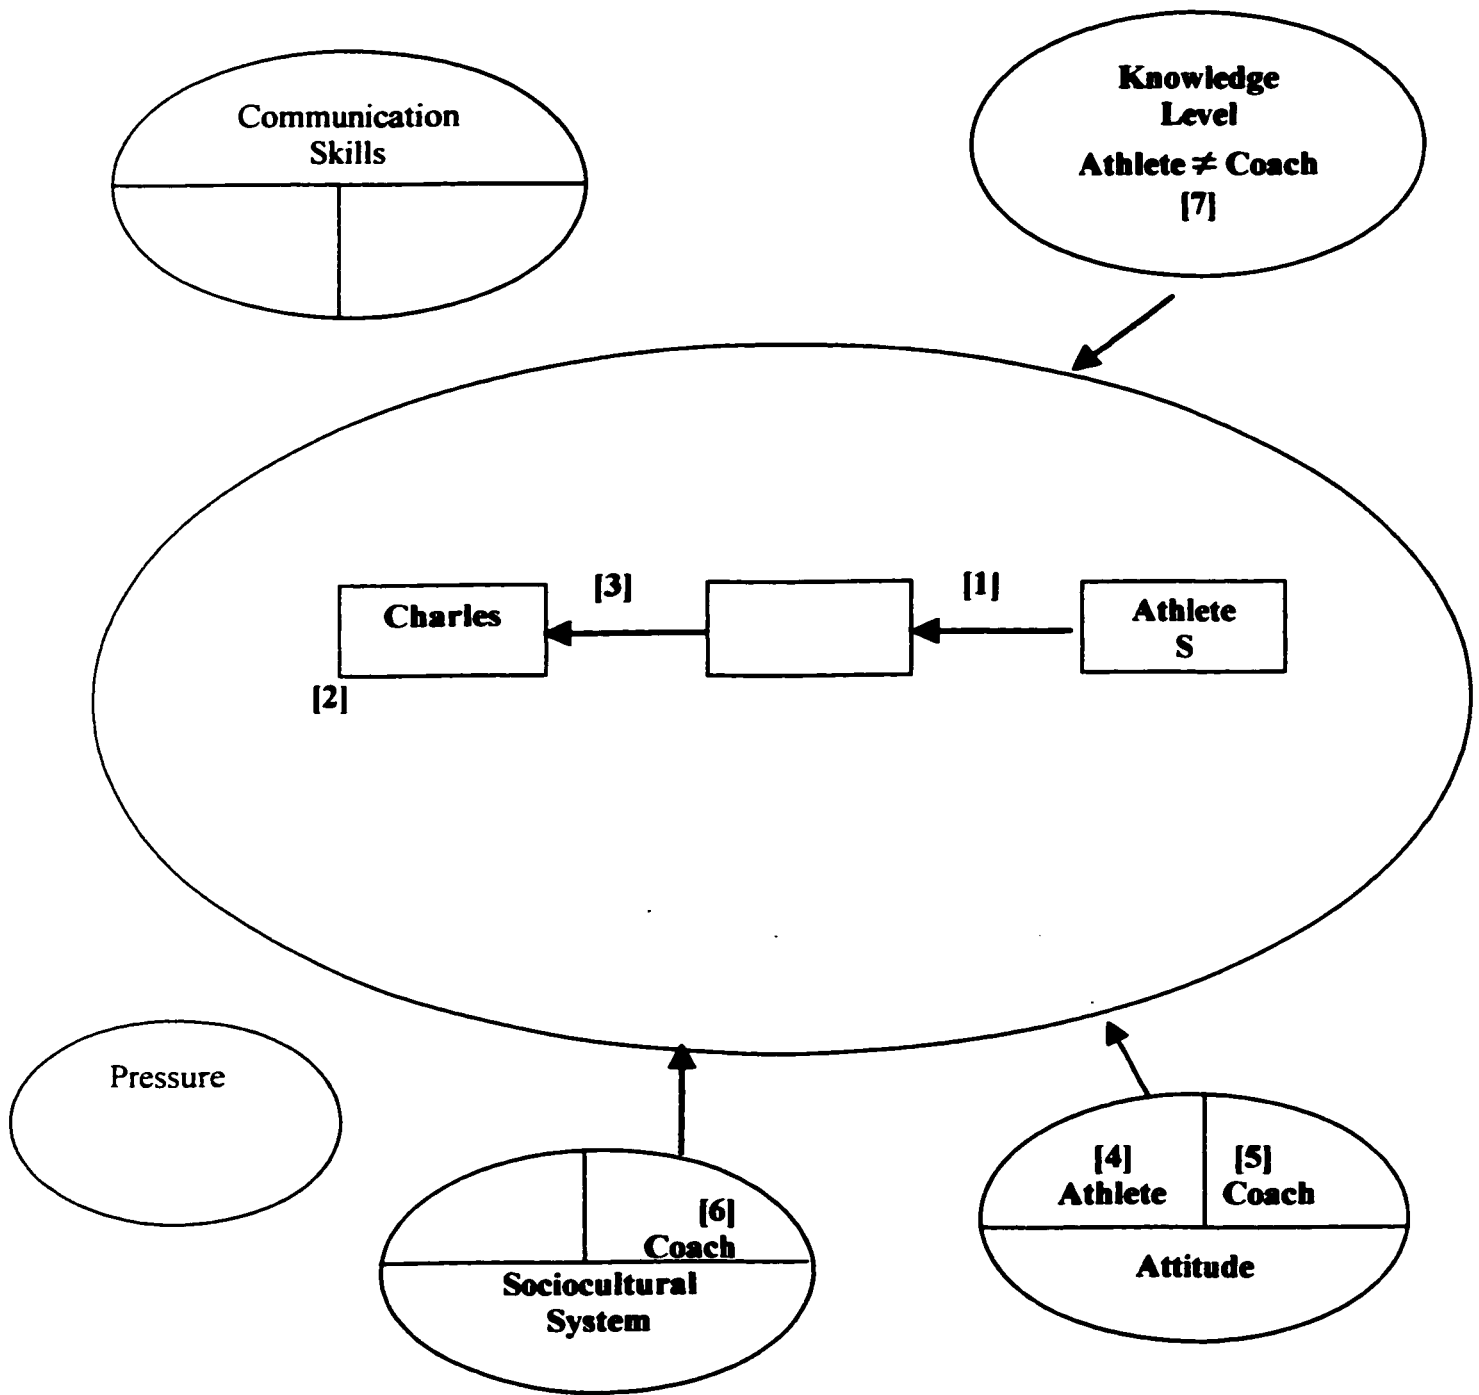 Communication
Skills
Knowledge
Level
Athlete ≠ Coach
[7]
[3]
[1]
Charles
Athlete
S
[2]
Pressure
[4]
Athlete
[5]
Coach
Attitude
[6]
Coach
Sociocultural
System